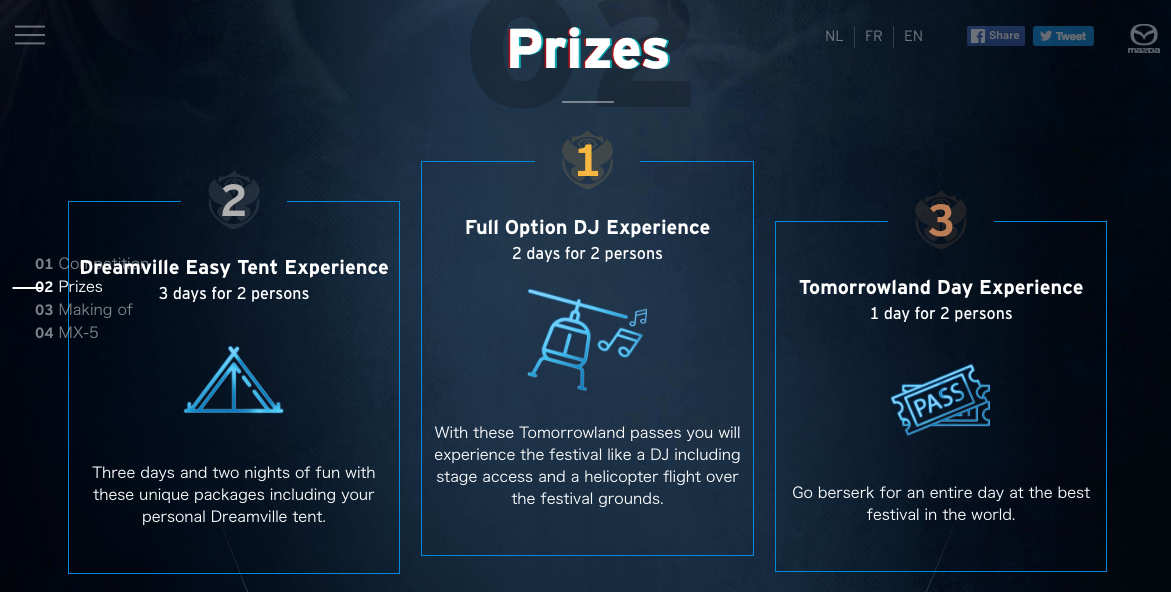 02
Prizes
NL
FR
EN
Share
Tweet
mazda
01 Competition
02 Prizes
03 Making of
04 MX-5
2
Dreamville Easy Tent Experience
3 days for 2 persons
Three days and two nights of fun with
these unique packages including your
personal Dreamville tent.
1
Full Option DJ Experience
2 days for 2 persons
With these Tomorrowland passes you will
experience the festival like a DJ including
stage access and a helicopter flight over
the festival grounds.
3
Tomorrowland Day Experience
1 day for 2 persons
PASS
Go berserk for an entire day at the best
festival in the world.